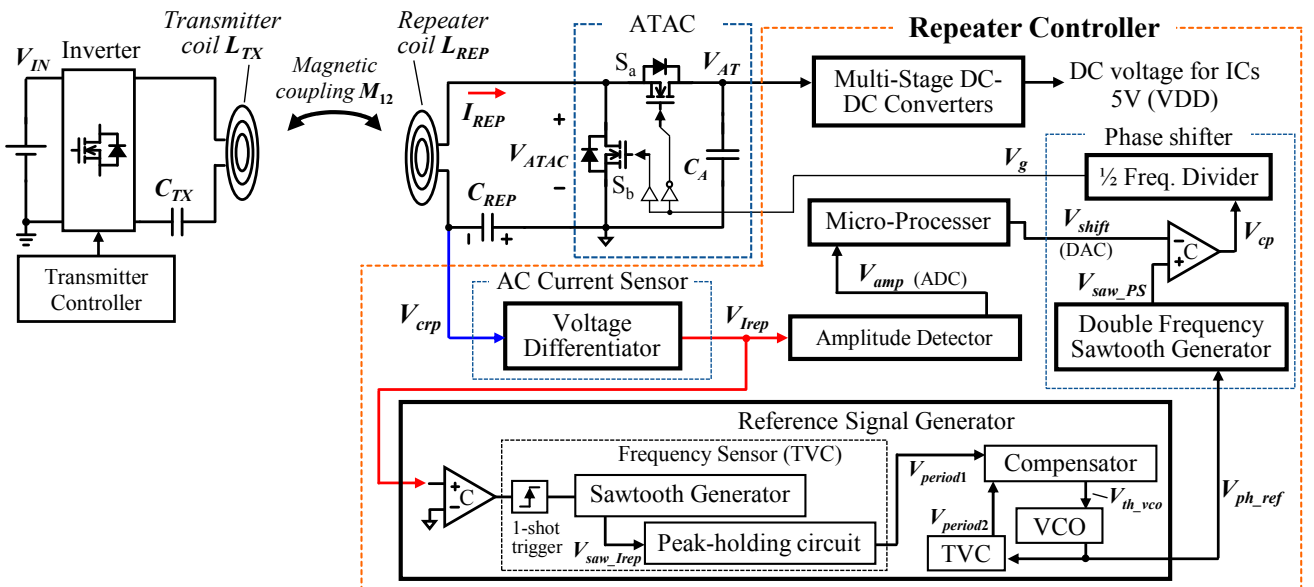 Transmitter
coil L_TX
Repeater
coil L_REP
ATAC
Repeater Controller
Inverter
V_IN
Magnetic
coupling M_12
S_a
V_AT
Multi-Stage DC-
DC Converters
DC voltage for ICs
5V (VDD)
I_REP
+
V_ATAC
−
S_b
C_A
Phase shifter
V_g
½ Freq. Divider
C_TX
C_REP
− +
Micro-Processer
V_shift
(DAC)
−
C
+
V_cp
Transmitter
Controller
AC Current Sensor
V_amp (ADC)
V_saw_PS
V_crp
Voltage
Differentiator
V_Irep
Amplitude Detector
Double Frequency
Sawtooth Generator
Reference Signal Generator
Frequency Sensor (TVC)
+
C
−
1-shot
trigger
Sawtooth Generator
V_saw_Irep
Peak-holding circuit
V_period1
Compensator
V_th_vco
V_period2
VCO
TVC
V_ph_ref